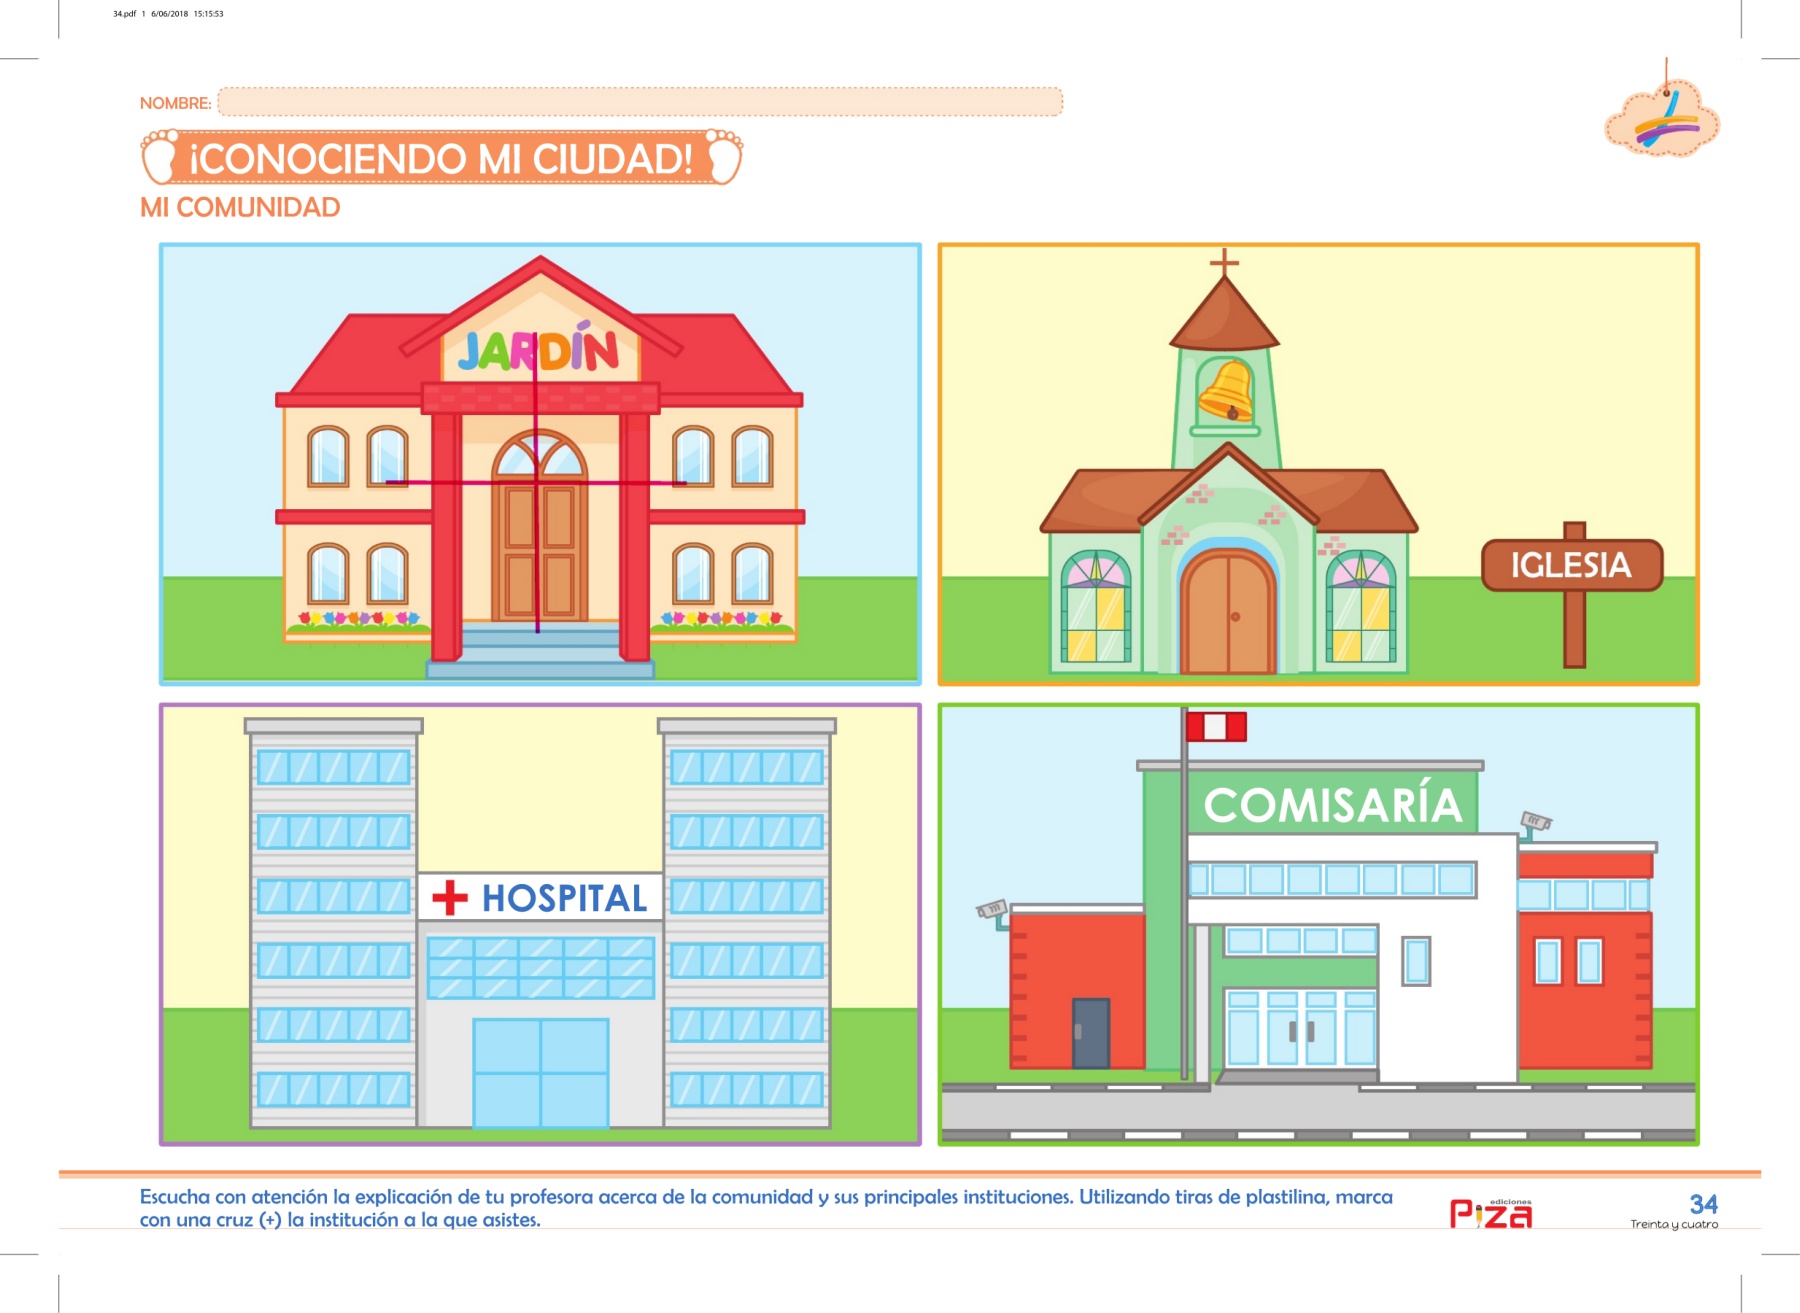 34.pdf 1 6/06/2018 15:15:53
NOMBRE:
¡CONOCIENDO MI CIUDAD!
MI COMUNIDAD
JARDÍN
IGLESIA
HOSPITAL
COMISARÍA
Escucha con atención la explicación de tu profesora acerca de la comunidad y sus principales instituciones. Utilizando tiras de plastilina, marca
con una cruz (+) la institución a la que asistes.
ediciones
Piza
34
Treinta y cuatro